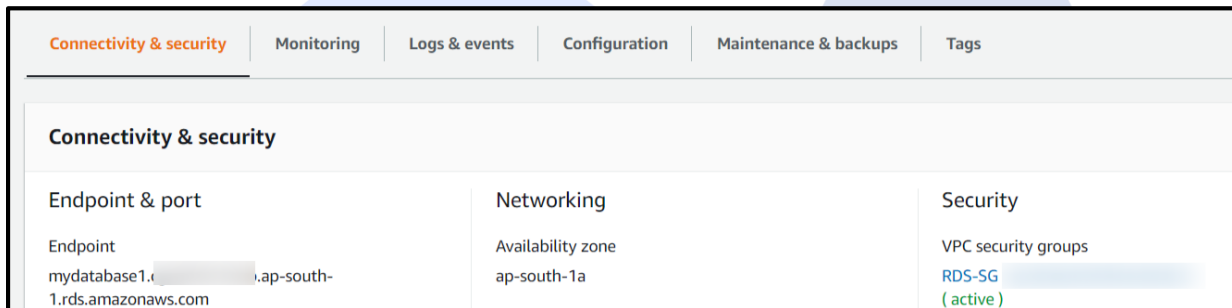 Connectivity & security
Monitoring
Logs & events
Configuration
Maintenance & backups
Tags
Connectivity & security
Endpoint & port
Endpoint
mydatabase1. .ap-south-
1.rds.amazonaws.com
Networking
Availability zone
ap-south-1a
Security
VPC security groups
RDS-SG
( active )